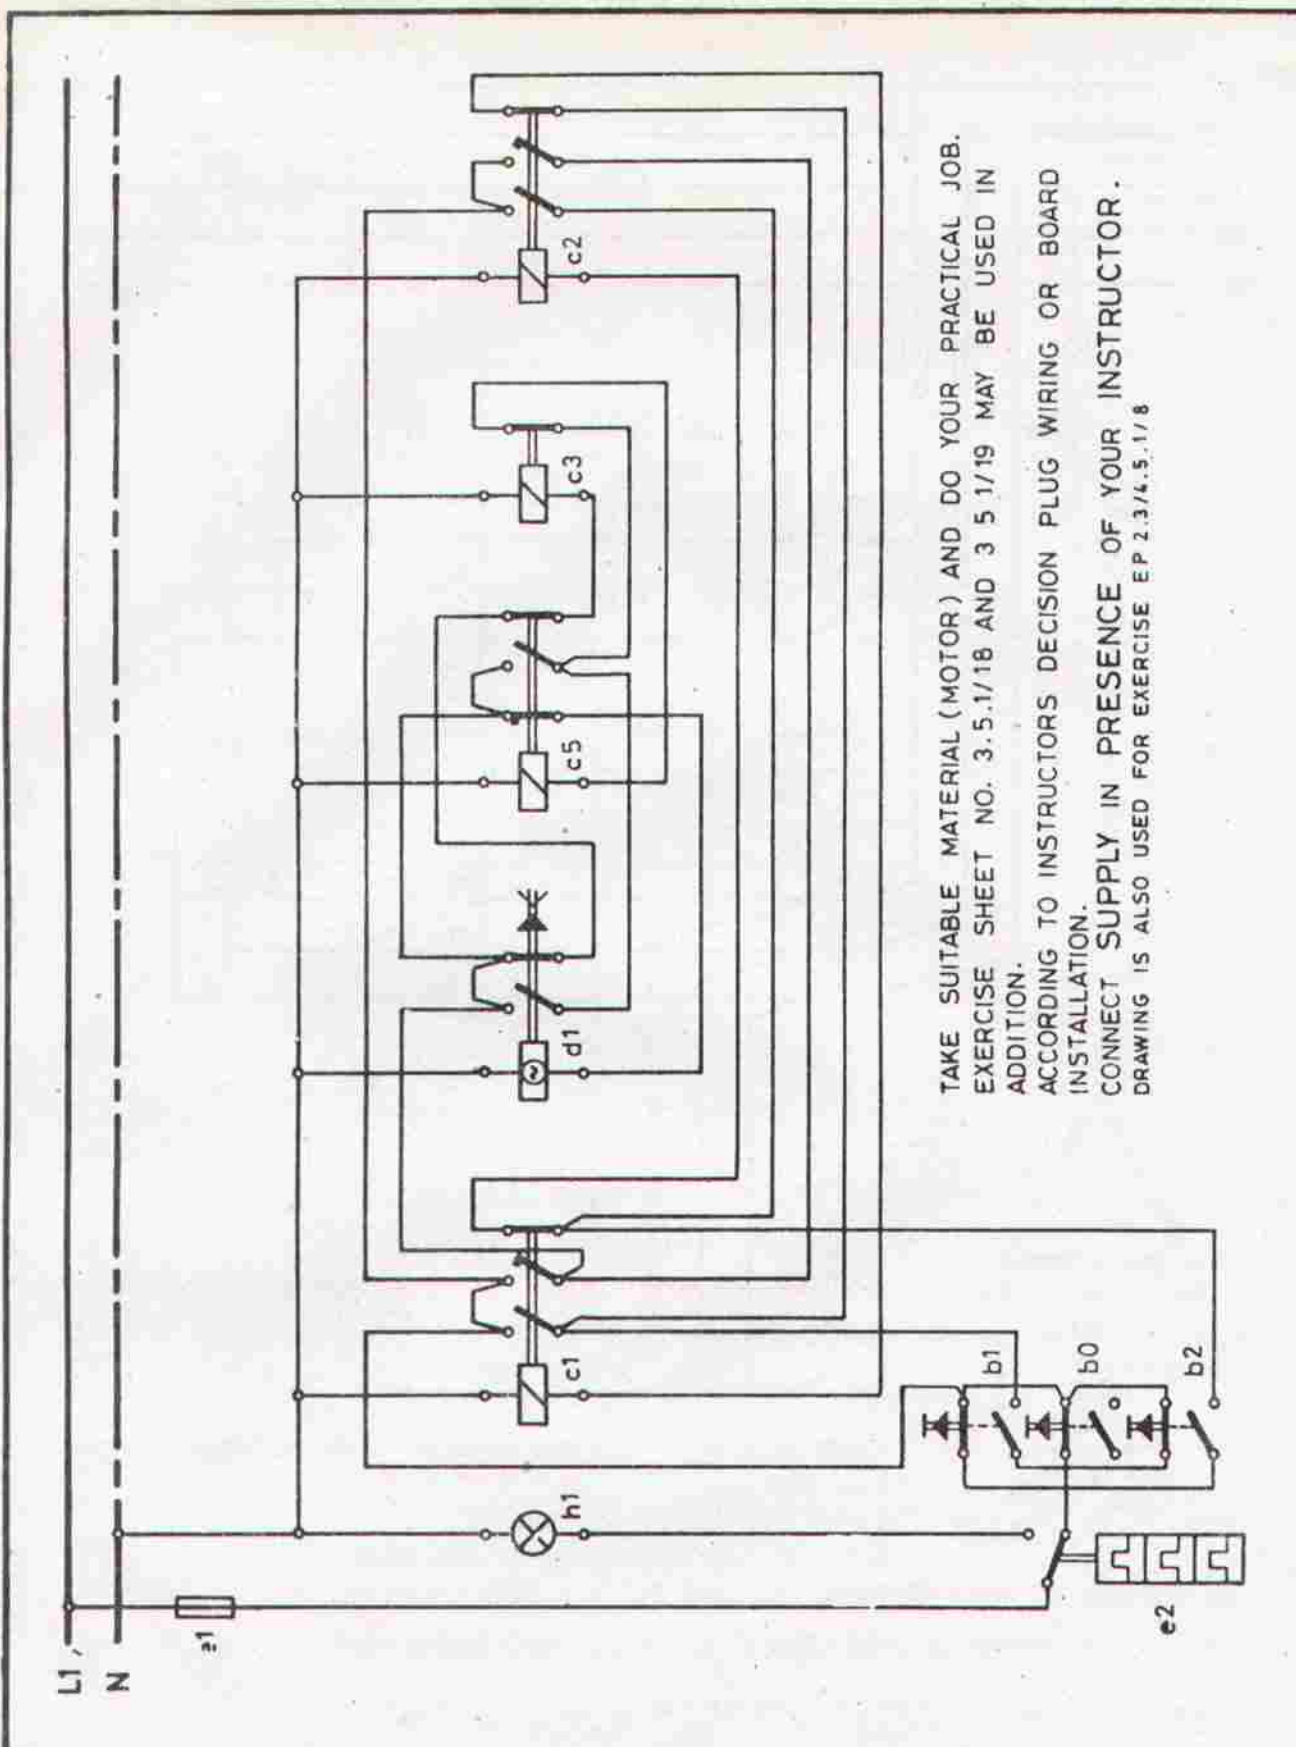 L1,
N
e1
h1
c1
d1
c5
c3
c2
b1
b0
b2
e2
TAKE SUITABLE MATERIAL (MOTOR) AND DO YOUR PRACTICAL JOB.
EXERCISE SHEET NO. 3.5.1/18 AND 3 5 1/19 MAY BE USED IN
ADDITION.
ACCORDING TO INSTRUCTORS DECISION PLUG WIRING OR BOARD
INSTALLATION.
CONNECT SUPPLY IN PRESENCE OF YOUR INSTRUCTOR.
DRAWING IS ALSO USED FOR EXERCISE EP 2.3/4.5.1/8